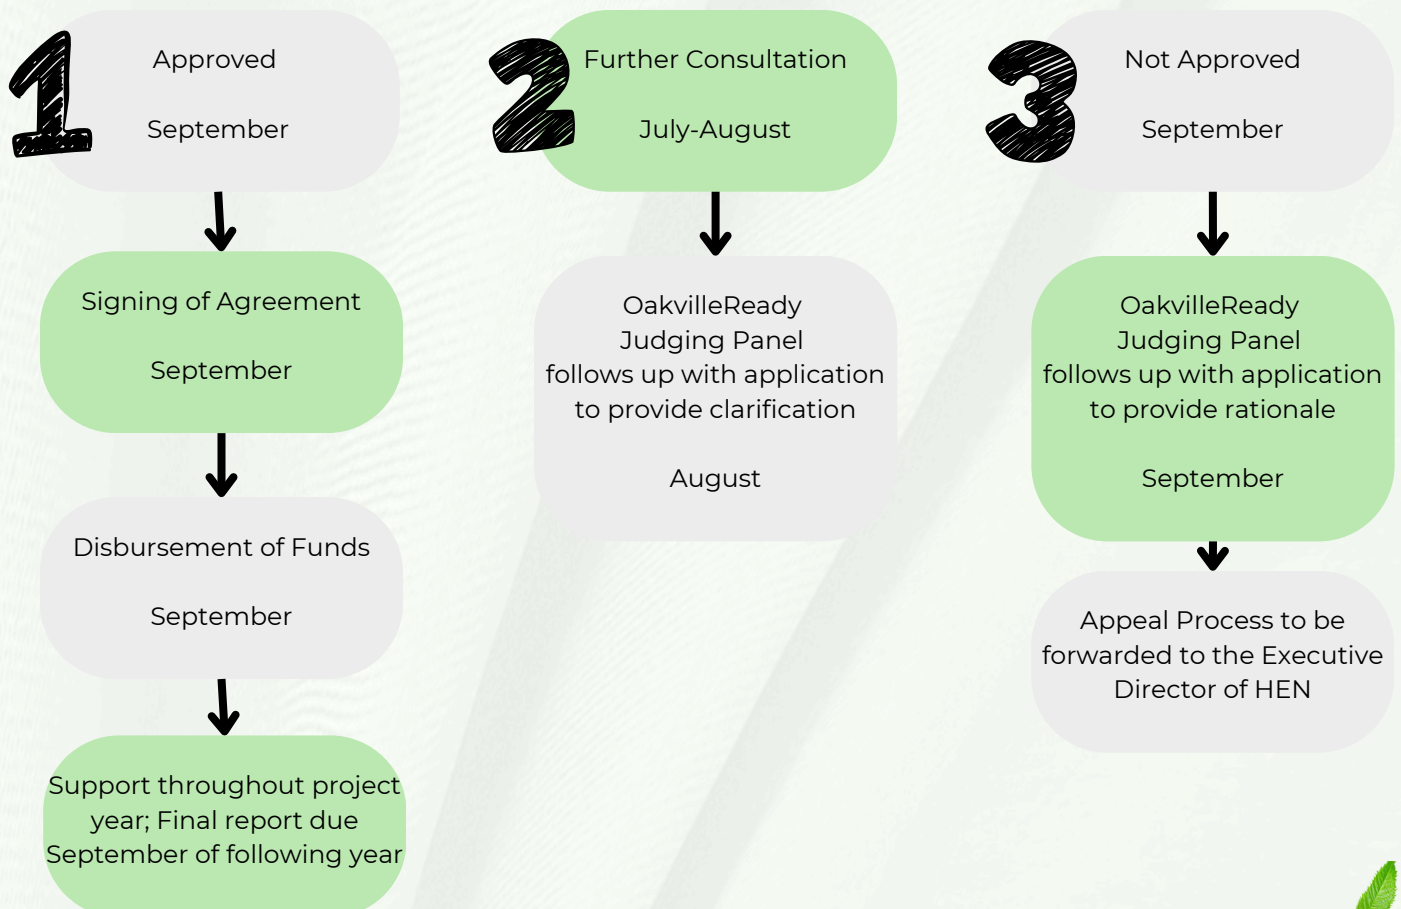 1
Approved
September
Signing of Agreement
September
Disbursement of Funds
September
Support throughout project
year; Final report due
September of following year
2
Further Consultation
July-August
OakvilleReady
Judging Panel
follows up with application
to provide clarification
August
3
Not Approved
September
OakvilleReady
Judging Panel
follows up with application
to provide rationale
September
Appeal Process to be
forwarded to the Executive
Director of HEN